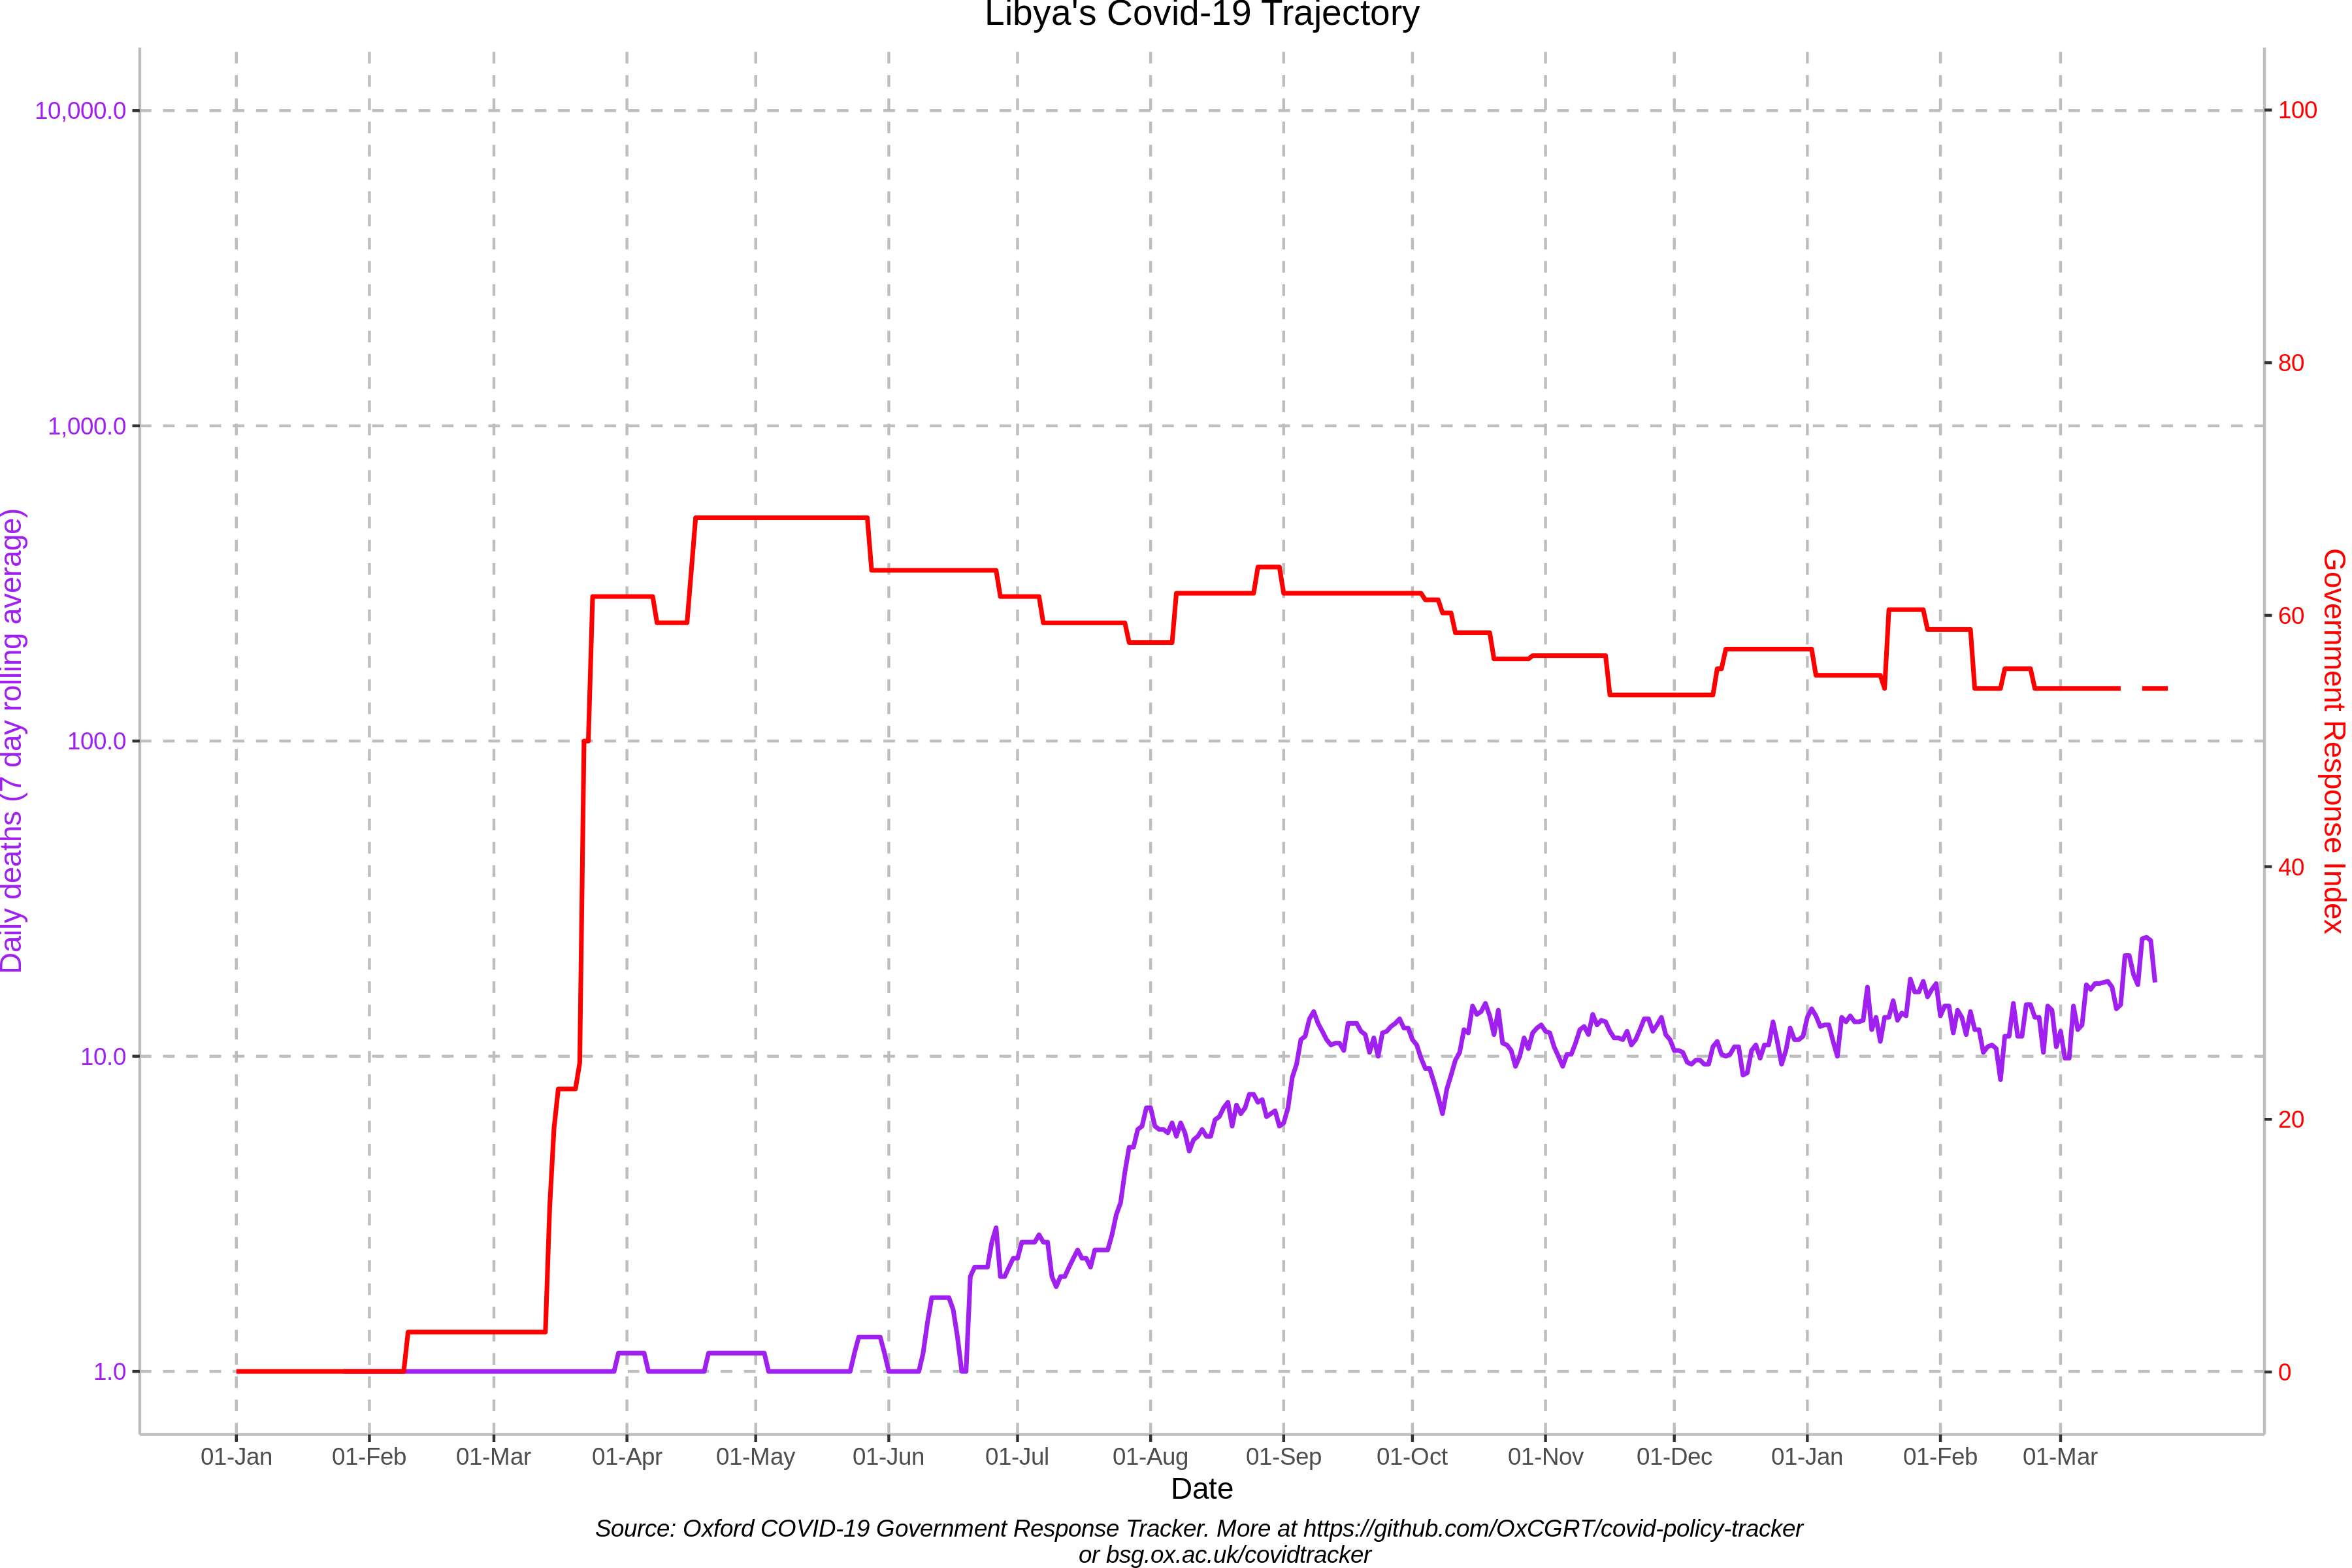 Libya's Covid-19 Trajectory
Daily deaths (7 day rolling average)
10,000.0
1,000.0
100.0
10.0
1.0
100
80
60
40
20
0
Government Response Index
01-Jan
01-Feb
01-Mar
01-Apr
01-May
01-Jun
01-Jul
01-Aug
01-Sep
01-Oct
01-Nov
01-Dec
01-Jan
01-Feb
01-Mar
Date
Source: Oxford COVID-19 Government Response Tracker. More at https://github.com/OxCGRT/covid-policy-tracker
or bsg.ox.ac.uk/covidtracker